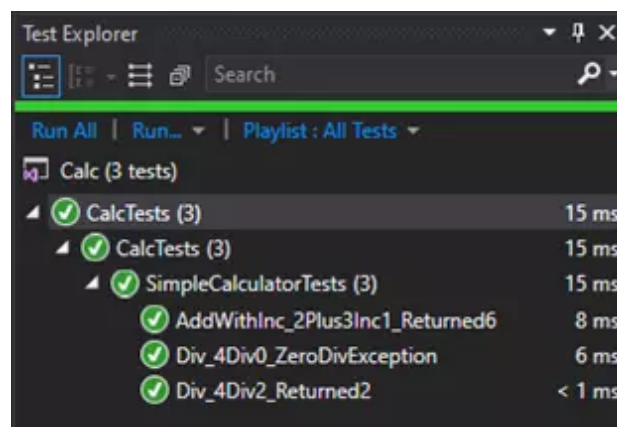 Test Explorer
Search
Run All | Run... | Playlist : All Tests
Calc (3 tests)
CalcTests (3) 15 ms
CalcTests (3) 15 ms
SimpleCalculatorTests (3) 15 ms
AddWithInc_2Plus3Inc1_Returned6 8 ms
Div_4Div0_ZeroDivException 6 ms
Div_4Div2_Returned2 < 1 ms